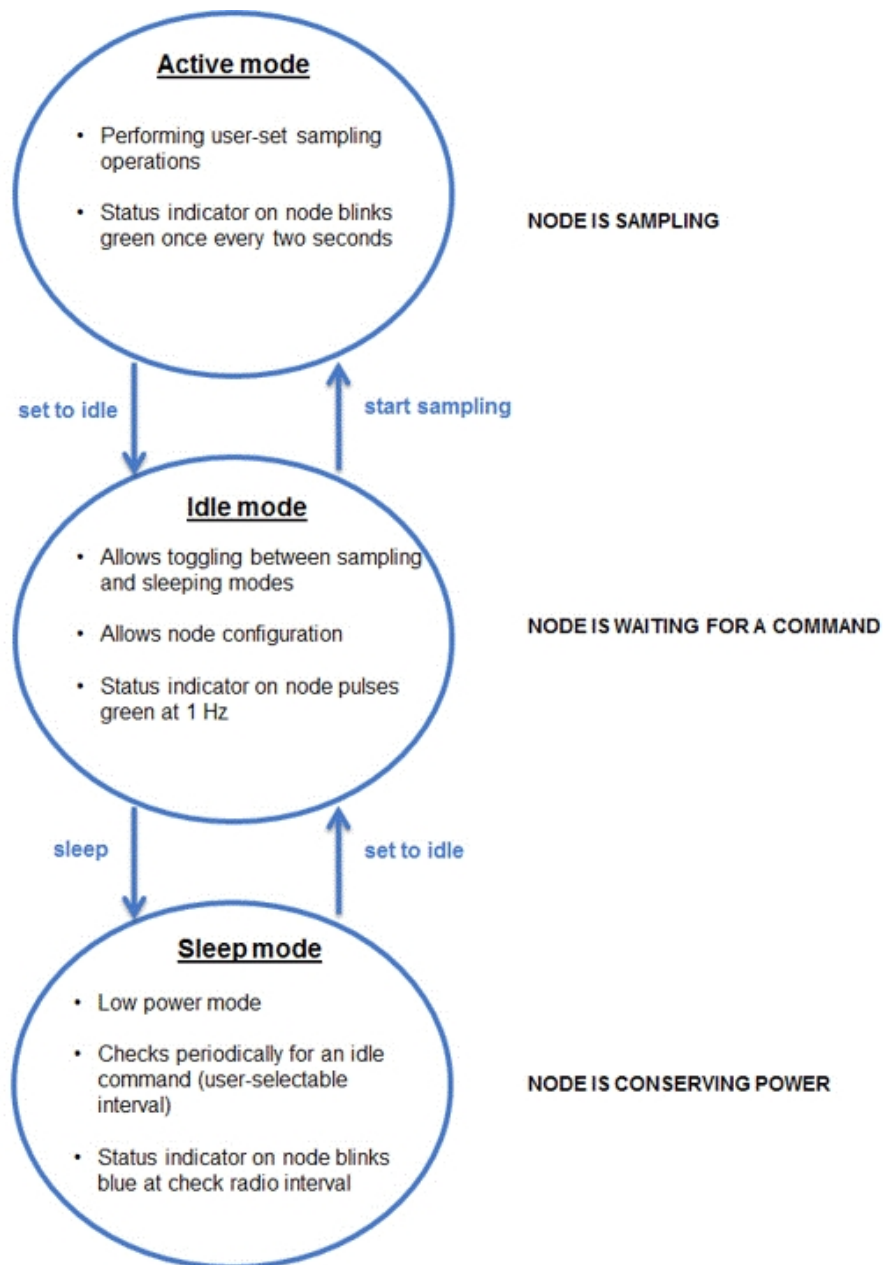 Active mode
• Performing user-set sampling
operations
• Status indicator on node blinks
green once every two seconds
NODE IS SAMPLING
set to idle
start sampling
Idle mode
• Allows toggling between sampling
and sleeping modes
• Allows node configuration
• Status indicator on node pulses
green at 1 Hz
NODE IS WAITING FOR A COMMAND
sleep
set to idle
Sleep mode
• Low power mode
• Checks periodically for an idle
command (user-selectable
interval)
• Status indicator on node blinks
blue at check radio interval
NODE IS CONSERVING POWER